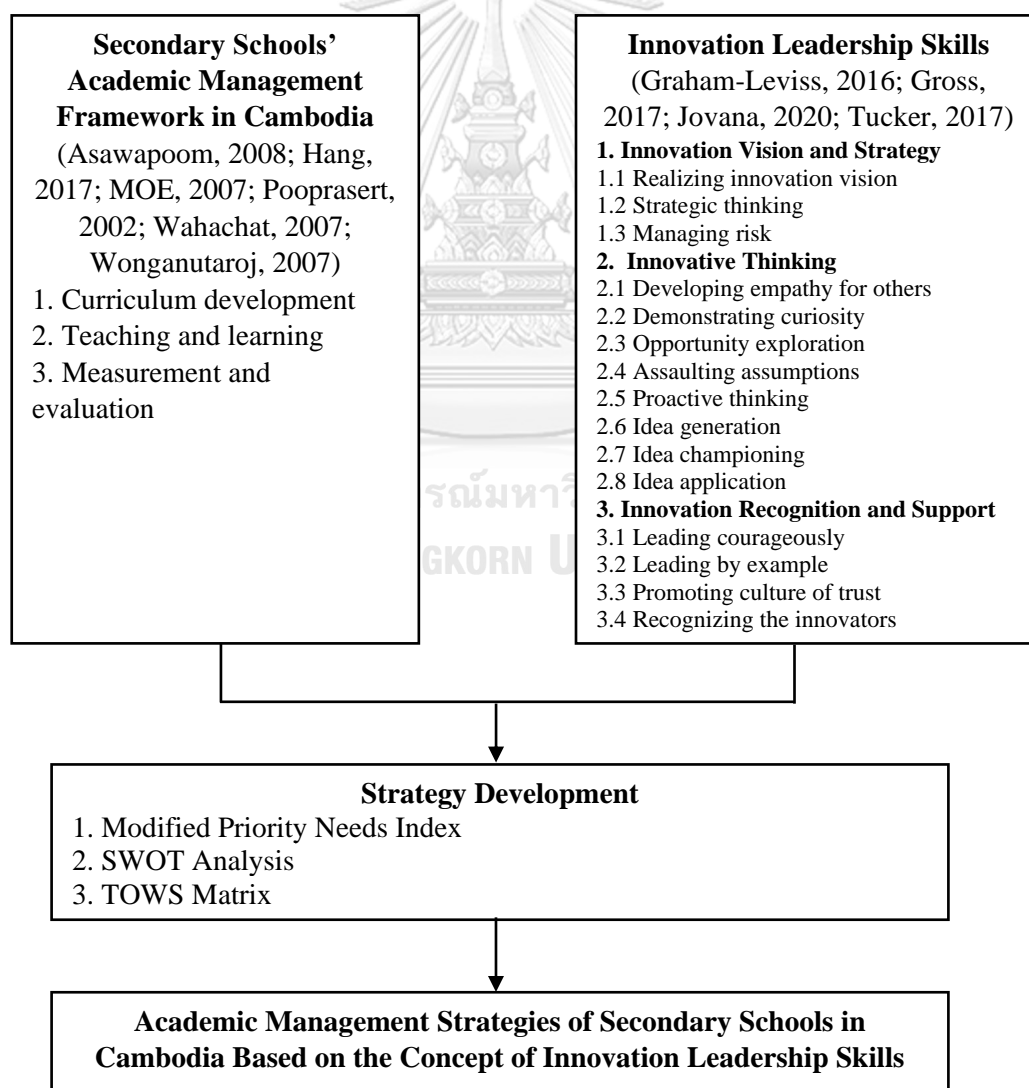 Secondary Schools’
Academic Management
Framework in Cambodia
(Asawapoom, 2008; Hang,
2017; MOE, 2007; Pooprasert,
2002; Wahachat, 2007;
Wonganutaroj, 2007)
1. Curriculum development
2. Teaching and learning
3. Measurement and
evaluation
Innovation Leadership Skills
(Graham-Leviss, 2016; Gross,
2017; Jovana, 2020; Tucker, 2017)
1. Innovation Vision and Strategy
1.1 Realizing innovation vision
1.2 Strategic thinking
1.3 Managing risk
2. Innovative Thinking
2.1 Developing empathy for others
2.2 Demonstrating curiosity
2.3 Opportunity exploration
2.4 Assaulting assumptions
2.5 Proactive thinking
2.6 Idea generation
2.7 Idea championing
2.8 Idea application
3. Innovation Recognition and Support
3.1 Leading courageously
3.2 Leading by example
3.3 Promoting culture of trust
3.4 Recognizing the innovators
รณ์มหาวิ
GKORN U
Strategy Development
1. Modified Priority Needs Index
2. SWOT Analysis
3. TOWS Matrix
Academic Management Strategies of Secondary Schools in
Cambodia Based on the Concept of Innovation Leadership Skills